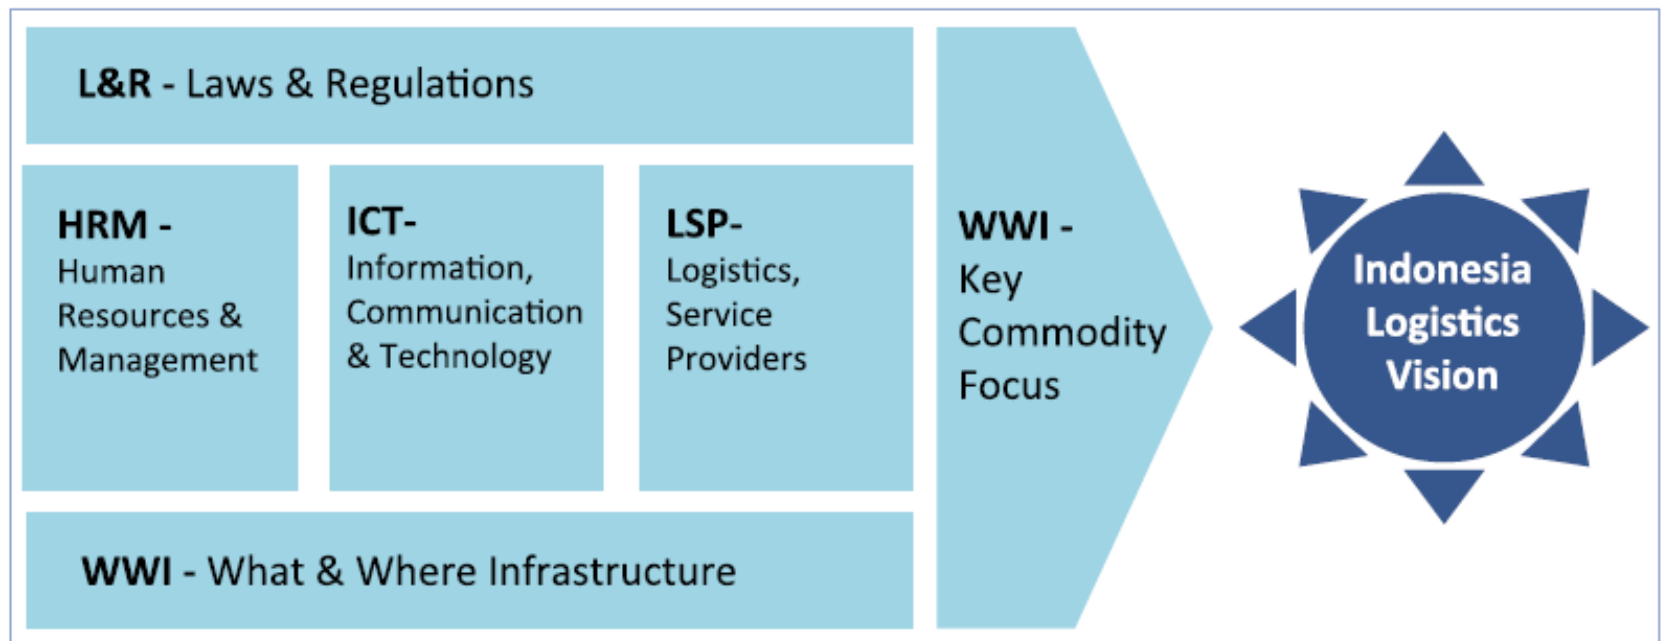 L&R - Laws & Regulations
HRM -
Human
Resources &
Management
ICT-
Information,
Communication
& Technology
LSP-
Logistics,
Service
Providers
WWI - What & Where Infrastructure
WWI -
Key
Commodity
Focus
Indonesia
Logistics
Vision